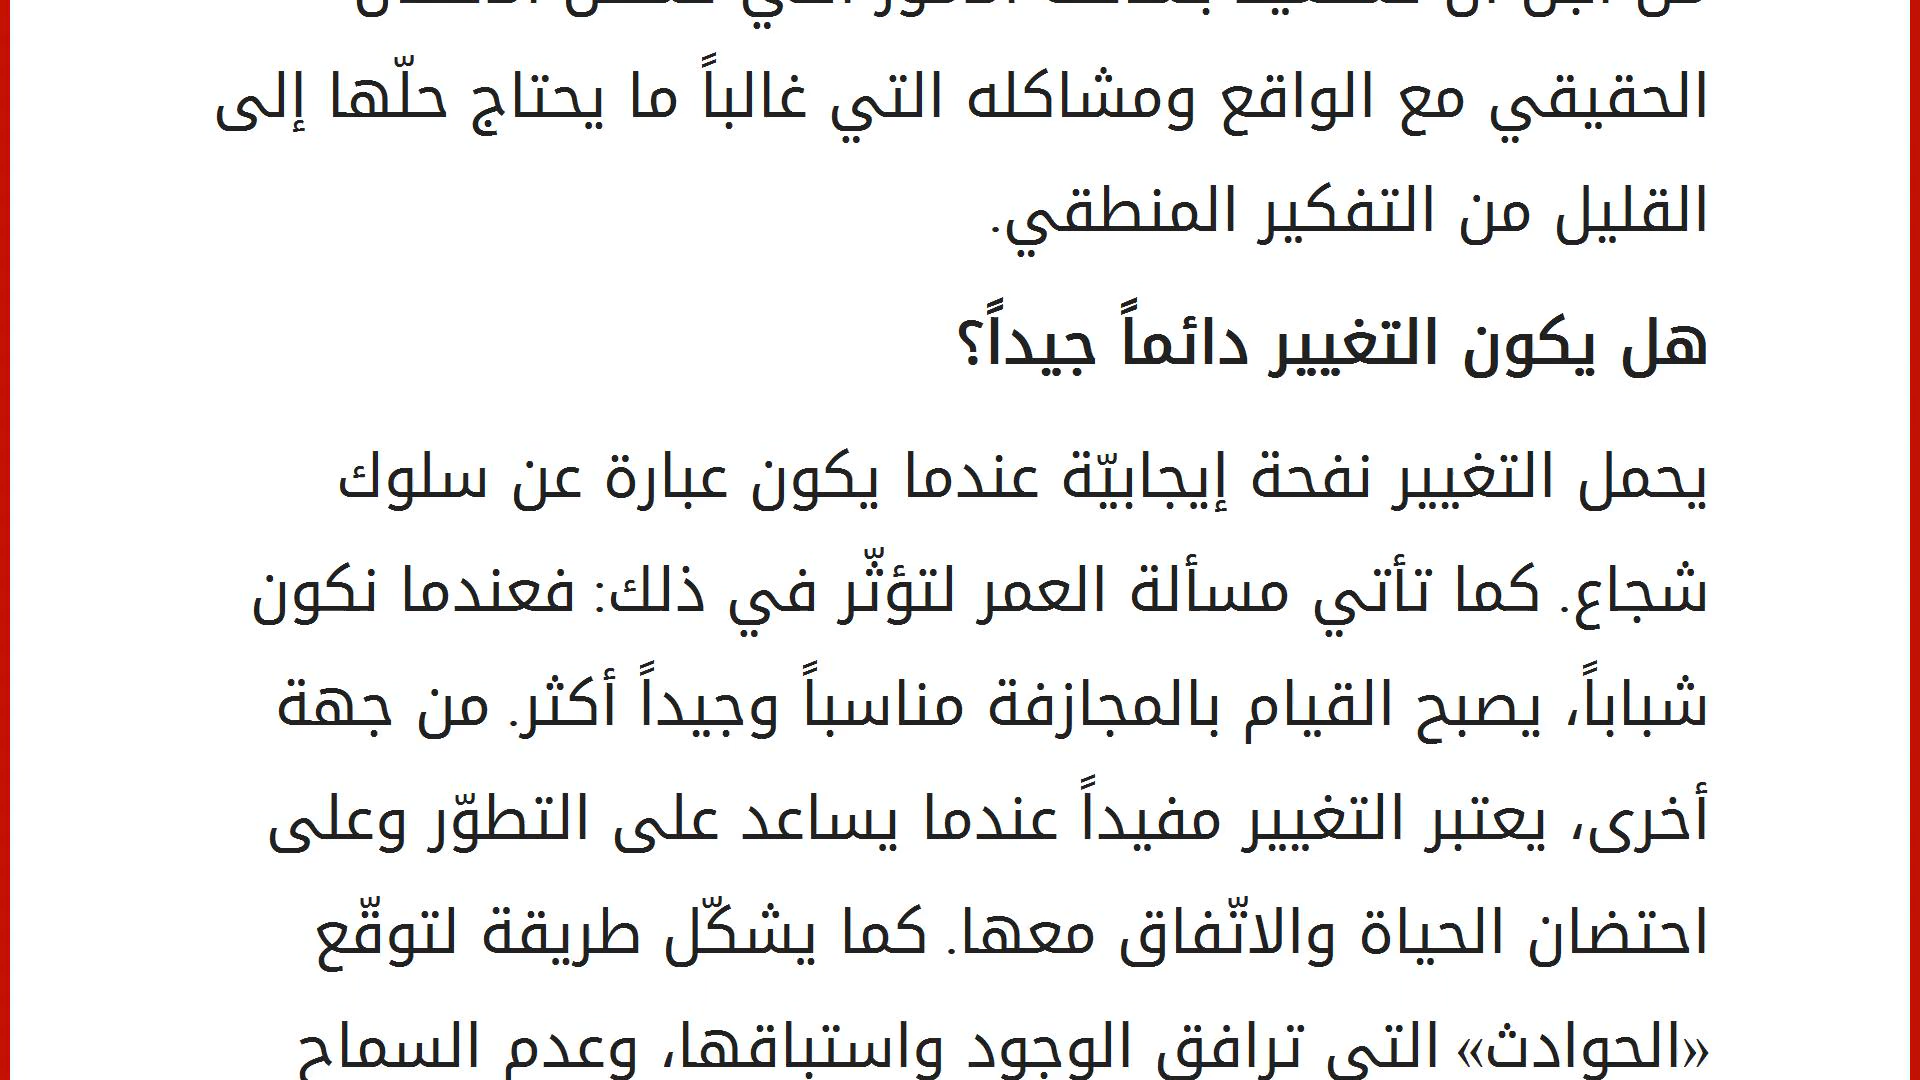 الحقيقي مع الواقع ومشاكله التي غالباً ما يحتاج حلّها إلى
القليل من التفكير المنطقي.
هل يكون التغيير دائماً جيداً؟
يحمل التغيير نفحة إيجابيّة عندما يكون عبارة عن سلوك
شجاع. كما تأتي مسألة العمر لتؤثّر في ذلك: فعندما نكون
شباباً، يصبح القيام بالمجازفة مناسباً وجيداً أكثر. من جهة
أخرى، يعتبر التغيير مفيداً عندما يساعد على التطوّر وعلى
احتضان الحياة والاتّفاق معها. كما يشكّل طريقة لتوقّع
«الحوادث» التي ترافق الوجود واستباقها، وعدم السماح